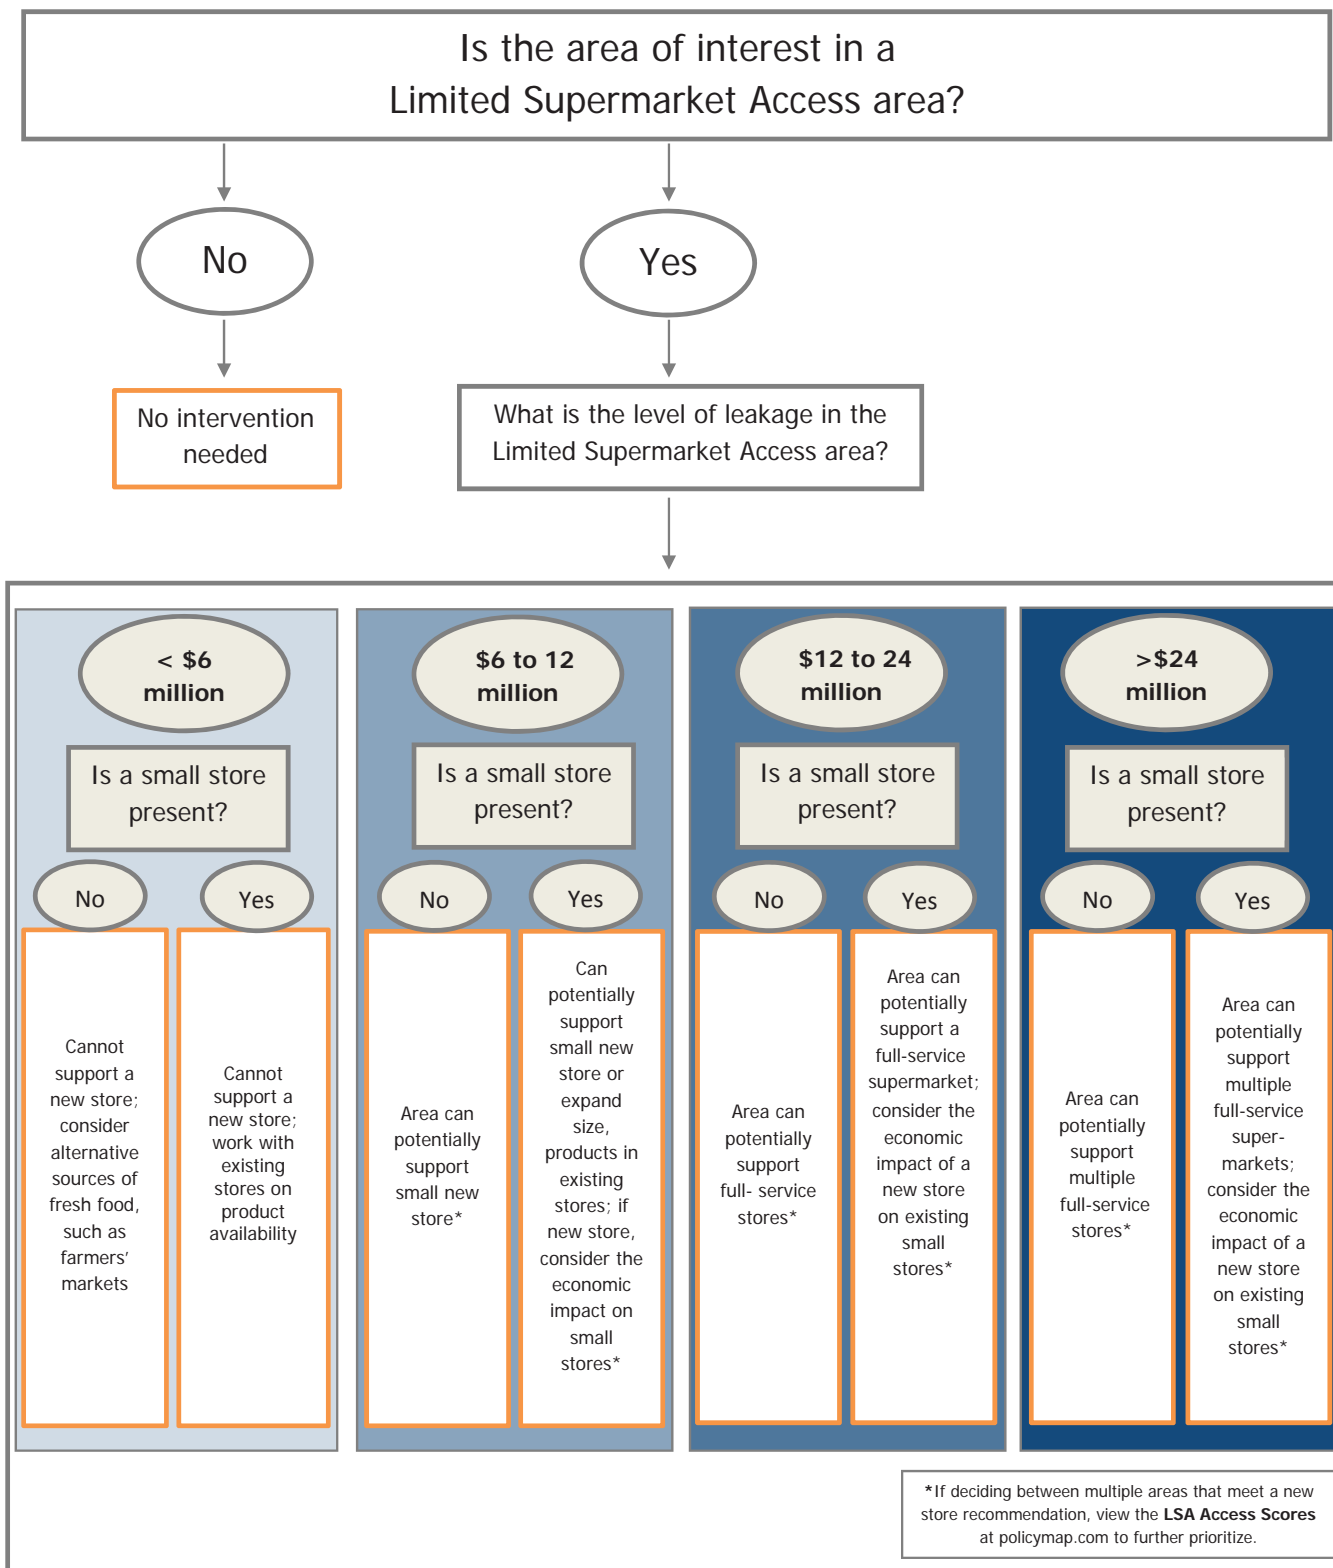 Is the area of interest in a
Limited Supermarket Access area?
No
Yes
No intervention
needed
What is the level of leakage in the
Limited Supermarket Access area?
< $6
million
Is a small store
present?
No
Yes
Cannot
support a
new store;
consider
alternative
sources of
fresh food,
such as
farmers'
markets
Cannot
support a
new store;
work with
existing
stores on
product
availability
$6 to 12
million
Is a small store
present?
No
Yes
Area can
potentially
support
small new
store*
Can
potentially
support
small new
store or
expand
size,
products in
existing
stores; if
new store,
consider the
economic
impact on
small
stores*
$12 to 24
million
Is a small store
present?
No
Yes
Area can
potentially
support
full- service
stores*
Area can
potentially
support a
full-service
supermarket;
consider the
economic
impact of a
new store
on existing
small
stores*
>$24
million
Is a small store
present?
No
Yes
Area can
potentially
support
multiple
full-service
stores*
Area can
potentially
support
multiple
full-service
super-
markets;
consider the
economic
impact of a
new store
on existing
small
stores*
*If deciding between multiple areas that meet a new
store recommendation, view the LSA Access Scores
at policymap.com to further prioritize.